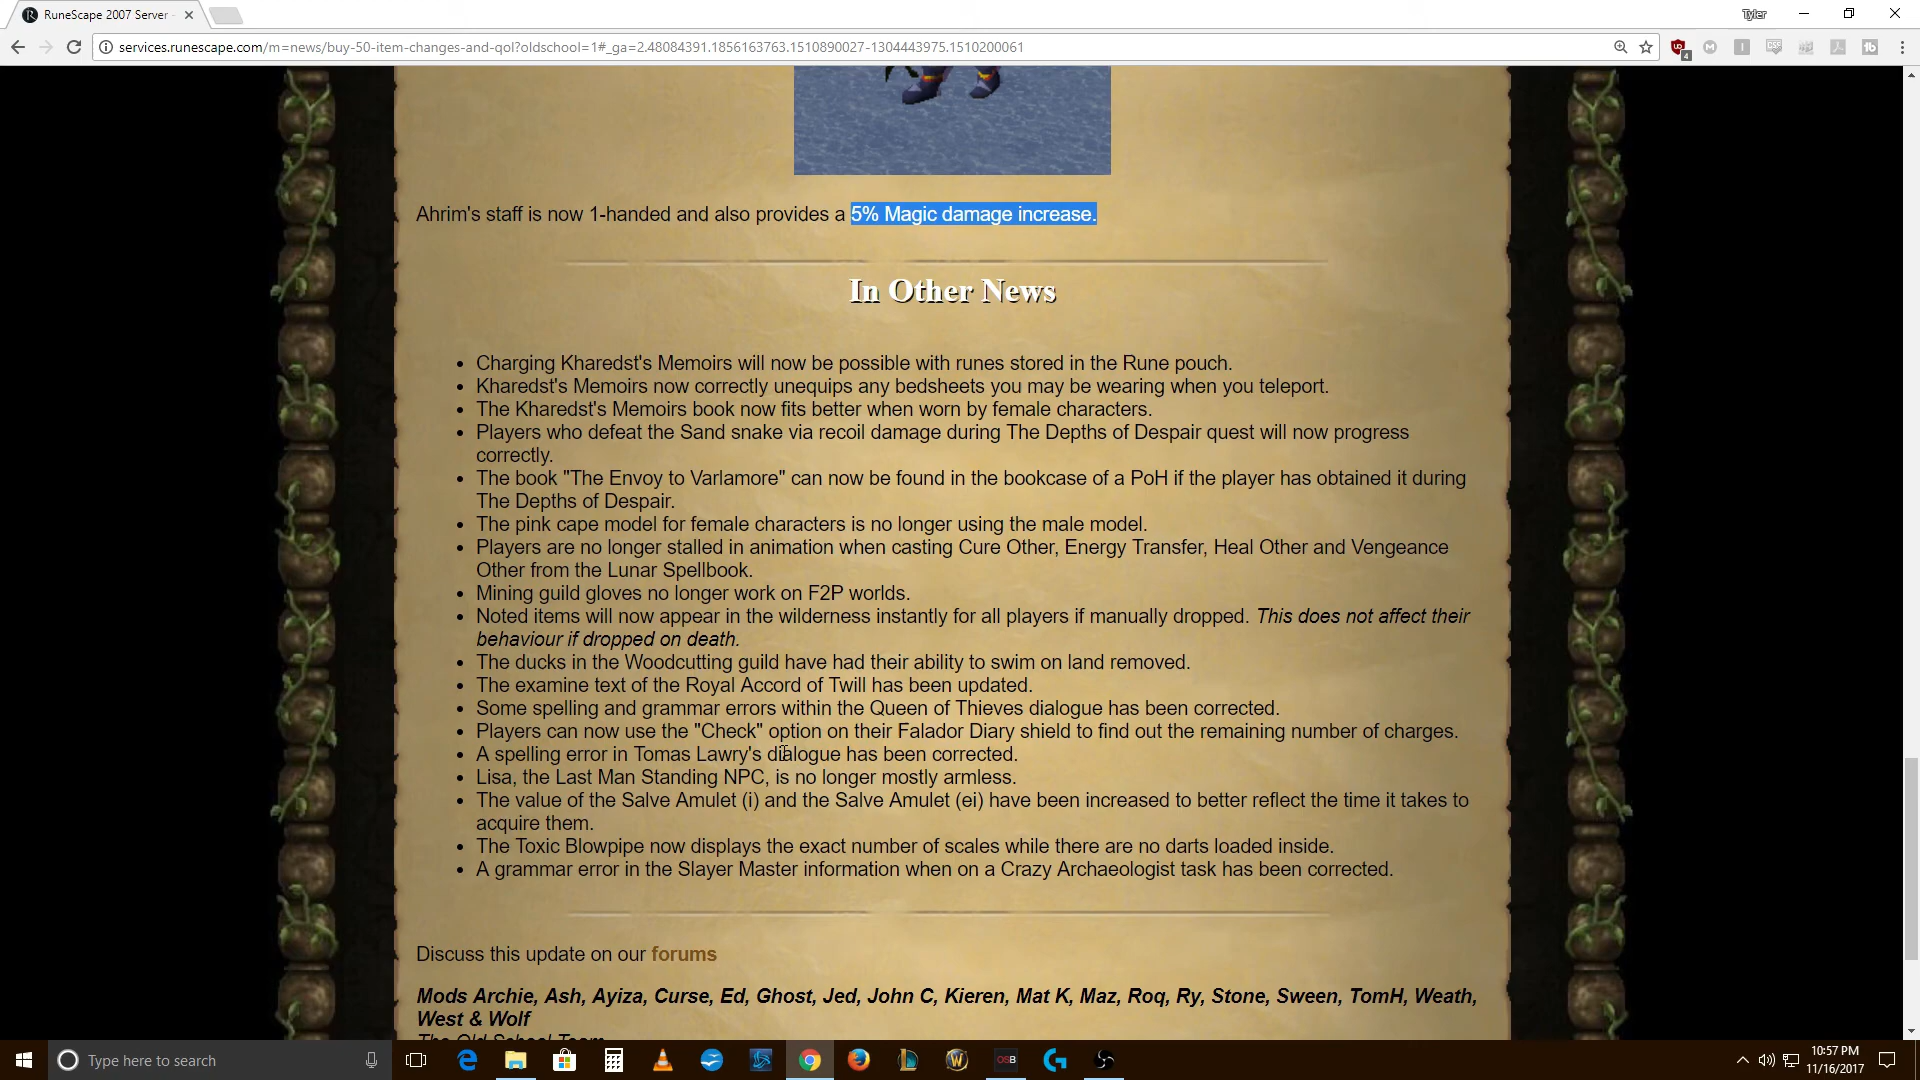 RuneScape 2007 Server -
Tyler
services.runescape.com/m=news/buy-50-item-changes-and-qol?oldschool=1#_ga=2.48084391.1856163763.1510890027-1304443975.1510200061
4
Ahrim's staff is now 1-handed and also provides a 5% Magic damage increase.
In Other News
• Charging Kharedst's Memoirs will now be possible with runes stored in the Rune pouch.
• Kharedst's Memoirs now correctly unequips any bedsheets you may be wearing when you teleport.
• The Kharedst's Memoirs book now fits better when worn by female characters.
• Players who defeat the Sand snake via recoil damage during The Depths of Despair quest will now progress
correctly.
• The book "The Envoy to Varlamore" can now be found in the bookcase of a PoH if the player has obtained it during
The Depths of Despair.
• The pink cape model for female characters is no longer using the male model.
• Players are no longer stalled in animation when casting Cure Other, Energy Transfer, Heal Other and Vengeance
Other from the Lunar Spellbook.
• Mining guild gloves no longer work on F2P worlds.
• Noted items will now appear in the wilderness instantly for all players if manually dropped. This does not affect their
behaviour if dropped on death.
• The ducks in the Woodcutting guild have had their ability to swim on land removed.
• The examine text of the Royal Accord of Twill has been updated.
• Some spelling and grammar errors within the Queen of Thieves dialogue has been corrected.
• Players can now use the "Check" option on their Falador Diary shield to find out the remaining number of charges.
• A spelling error in Tomas Lawry's dialogue has been corrected.
• Lisa, the Last Man Standing NPC, is no longer mostly armless.
• The value of the Salve Amulet (i) and the Salve Amulet (ei) have been increased to better reflect the time it takes to
acquire them.
• The Toxic Blowpipe now displays the exact number of scales while there are no darts loaded inside.
• A grammar error in the Slayer Master information when on a Crazy Archaeologist task has been corrected.
Discuss this update on our forums
Mods Archie, Ash, Ayiza, Curse, Ed, Ghost, Jed, John C, Kieren, Mat K, Maz, Roq, Ry, Stone, Sween, TomH, Weath,
West & Wolf
The Old School Team
Type here to search
OSB
10:57 PM
11/16/2017